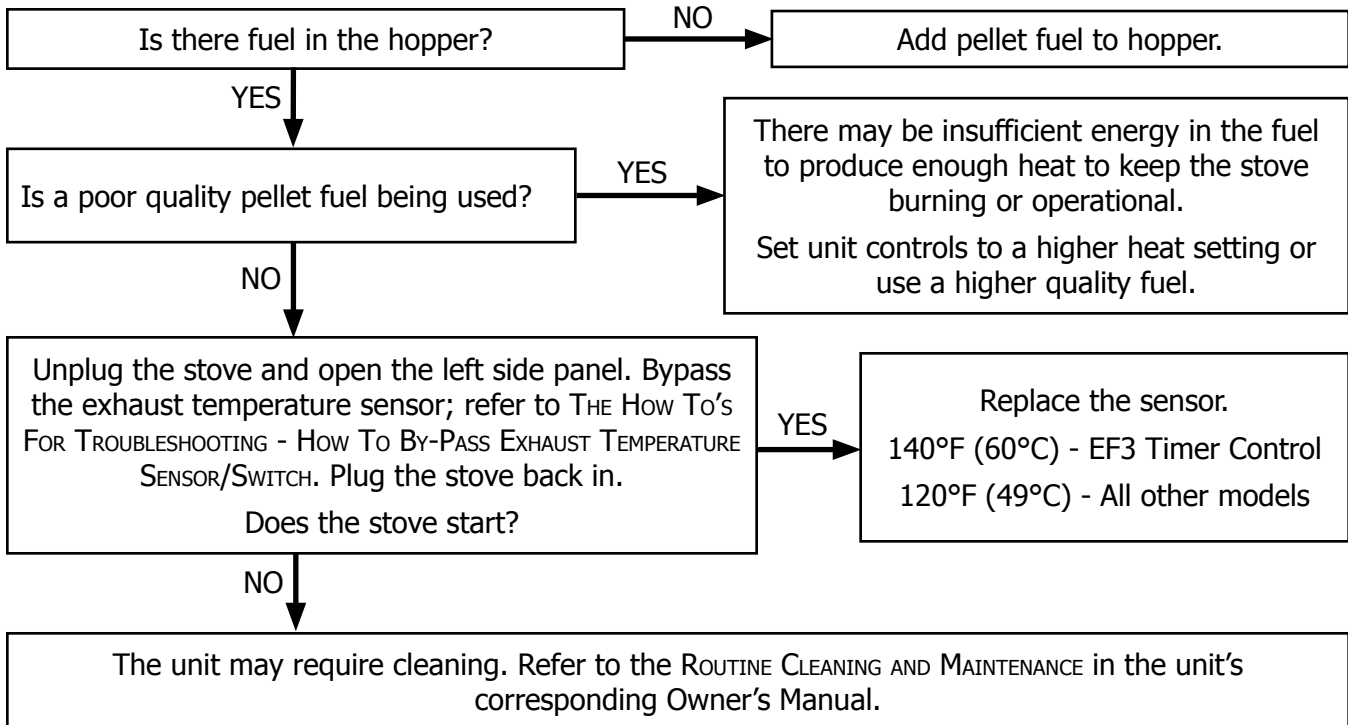 Is there fuel in the hopper?
NO
Add pellet fuel to hopper.
YES
Is a poor quality pellet fuel being used?
YES
There may be insufficient energy in the fuel
to produce enough heat to keep the stove
burning or operational.
Set unit controls to a higher heat setting or
use a higher quality fuel.
NO
Unplug the stove and open the left side panel. Bypass
the exhaust temperature sensor; refer to The How To's
For Troubleshooting - How To By-Pass Exhaust Temperature
Sensor/Switch. Plug the stove back in.
Does the stove start?
YES
Replace the sensor.
140°F (60°C) - EF3 Timer Control
120°F (49°C) - All other models
NO
The unit may require cleaning. Refer to the Routine Cleaning and Maintenance in the unit's
corresponding Owner's Manual.